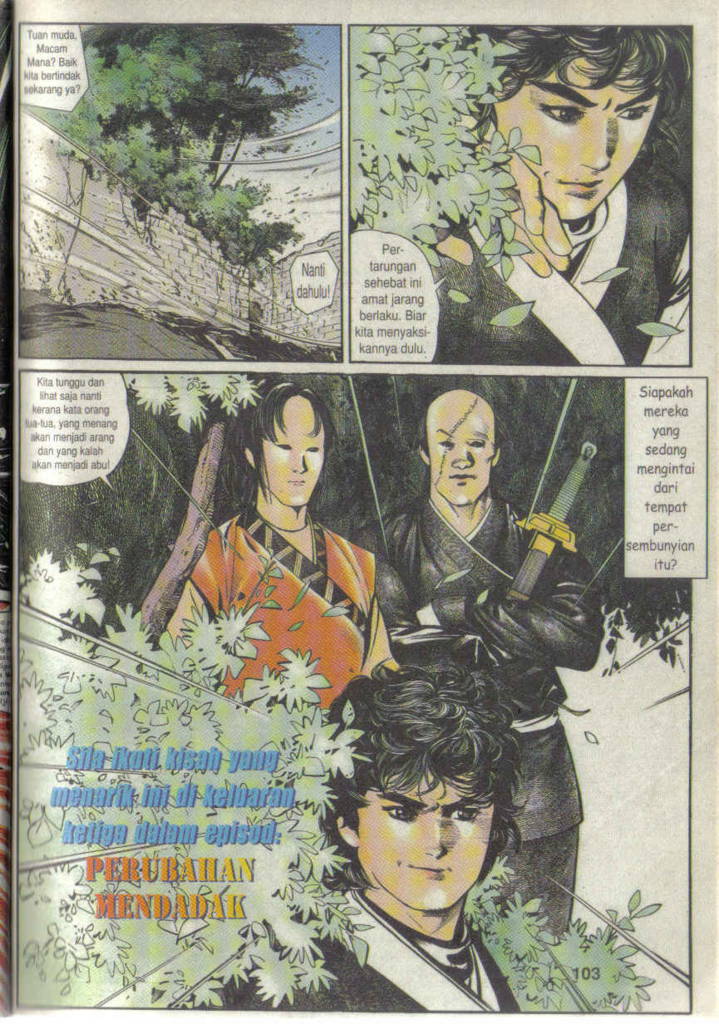 Tuan muda,
Macam
Mana? Baik
kita bertindak
sekarang ya?
Nanti
dahulu!
Per-
tarungan
sehebat ini
amat jarang
berlaku. Biar
kita menyaksi-
kannya dulu.
Kita tunggu dan
lihat saja nanti
kerana kata orang
tua-tua, yang menang
akan menjadi arang
dan yang kalah
akan menjadi abu!
Siapakah
mereka
yang
sedang
mengintai
dari
tempat
per-
sembunyian
itu?
Sila ikuti kisah yang
menarik ini di keluaran
ketiga dalam episod:
PERUBAHAN
MENDADAK
103